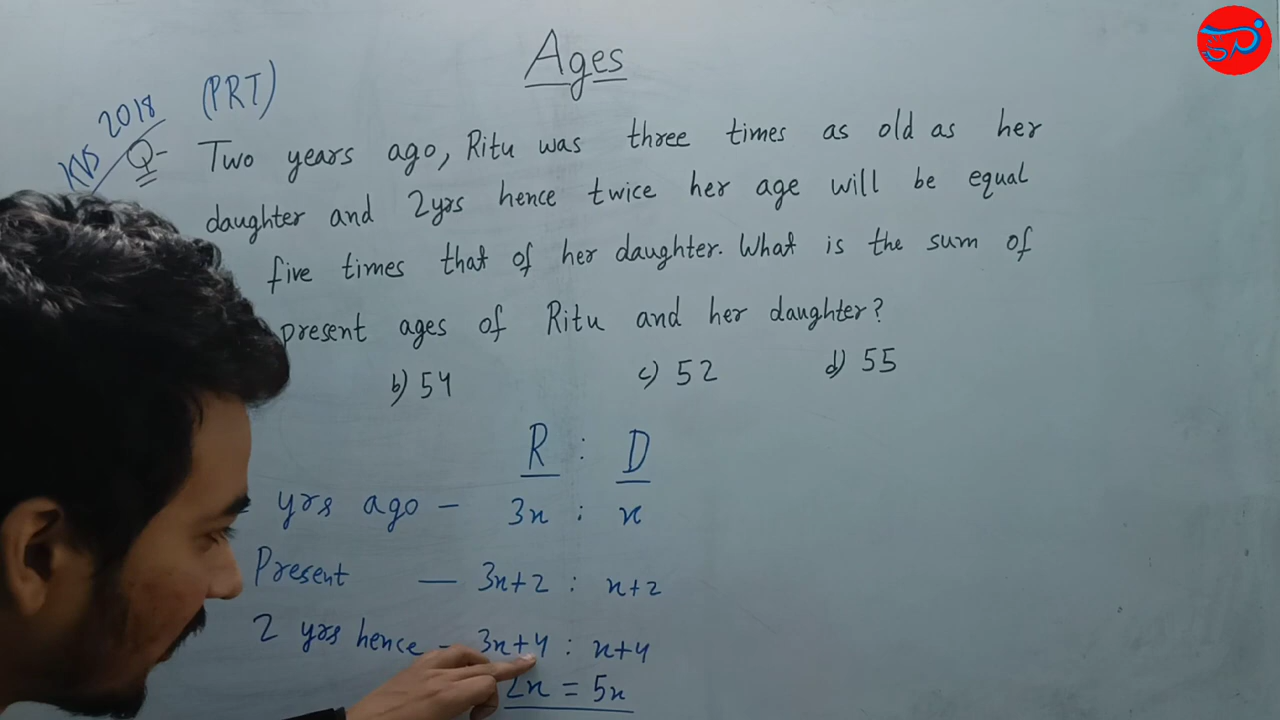 Ages
KVS 2018 (PRT)
Q- Two years ago, Ritu was three times as old as her
daughter and 2yrs hence twice her age will be equal
five times that of her daughter. What is the sum of
present ages of Ritu and her daughter?
b) 54 c) 52 d) 55
R : D
yrs ago - 3x : x
Present - 3x+2 : x+2
2 yrs hence - 3x+4 : x+4
2x = 5x